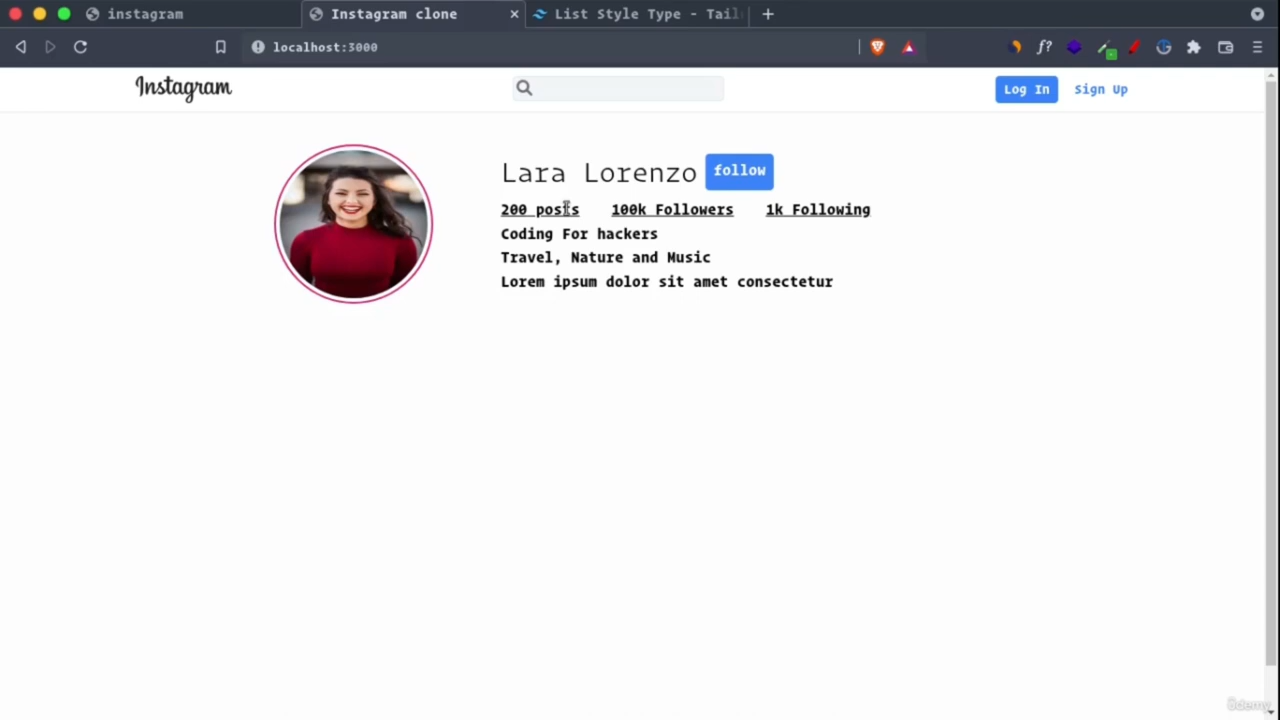 instagram
Instagram clone
List Style Type - Tail
localhost:3000
Instagram
Log In
Sign Up
Lara Lorenzo
follow
200 posts
100k Followers
1k Following
Coding For hackers
Travel, Nature and Music
Lorem ipsum dolor sit amet consectetur
ûdemy